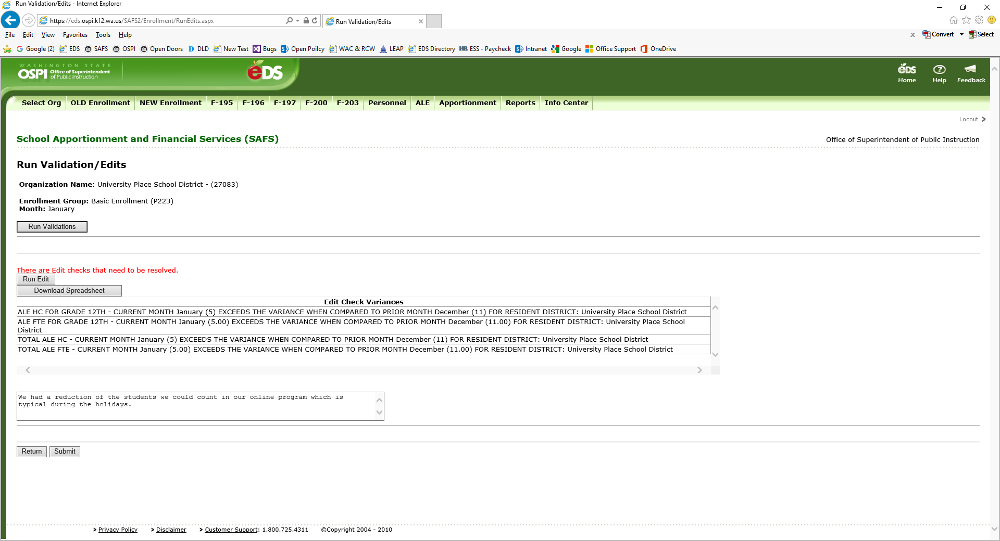 Run Validation/Edits - Internet Explorer
https://eds.ospi.k12.wa.us/SAFS2/Enrollment/RunEdits.aspx
Run Validation/Edits
File Edit View Favorites Tools Help
Convert Select
Google (2) EDS SAFS OSPI Open Doors DLD New Test Bugs Open Poilcy WAC & RCW LEAP EDS Directory ESS - Paycheck Intranet Google Office Support OneDrive
WASHINGTON STATE
OSPI Office of Superintendent
of Public Instruction
eDS
eDS
Home Help Feedback
Select Org OLD Enrollment NEW Enrollment F-195 F-196 F-197 F-200 F-203 Personnel ALE Apportionment Reports Info Center
Logout
School Apportionment and Financial Services (SAFS)
Office of Superintendent of Public Instruction
Run Validation/Edits
Organization Name: University Place School District - (27083)
Enrollment Group: Basic Enrollment (P223)
Month: January
Run Validations
There are Edit checks that need to be resolved.
Run Edit
Download Spreadsheet
Edit Check Variances
ALE HC FOR GRADE 12TH - CURRENT MONTH January (5) EXCEEDS THE VARIANCE WHEN COMPARED TO PRIOR MONTH December (11) FOR RESIDENT DISTRICT: University Place School District
ALE FTE FOR GRADE 12TH - CURRENT MONTH January (5.00) EXCEEDS THE VARIANCE WHEN COMPARED TO PRIOR MONTH December (11.00) FOR RESIDENT DISTRICT: University Place School
District
TOTAL ALE HC - CURRENT MONTH January (5) EXCEEDS THE VARIANCE WHEN COMPARED TO PRIOR MONTH December (11) FOR RESIDENT DISTRICT: University Place School District
TOTAL ALE FTE - CURRENT MONTH January (5.00) EXCEEDS THE VARIANCE WHEN COMPARED TO PRIOR MONTH December (11.00) FOR RESIDENT DISTRICT: University Place School District
We had a reduction of the students we could count in our online program which is
typical during the holidays.
Return Submit
Privacy Policy Disclaimer Customer Support: 1.800.725.4311 ©Copyright 2004 - 2010